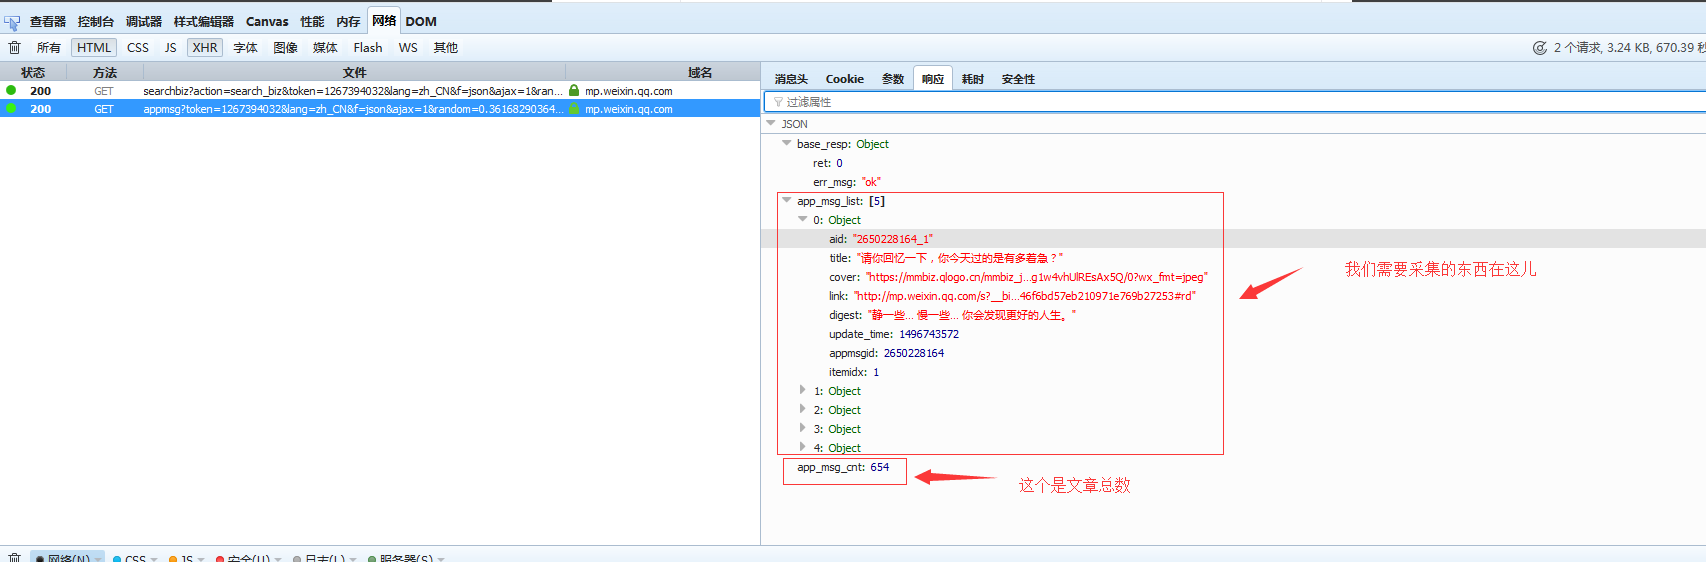 查看器 控制台 调试器 样式编辑器 Canvas 性能 内存 网络 DOM
所有 HTML CSS JS XHR 字体 图像 媒体 Flash WS 其他 2 个请求, 3.24 KB, 670.39 秒
状态 方法 文件 域名
200 GET searchbiz?action=search_biz&token=1267394032&lang=zh_CN&f=json&ajax=1&ran... mp.weixin.qq.com
200 GET appmsg?token=1267394032&lang=zh_CN&f=json&ajax=1&random=0.36168290364... mp.weixin.qq.com
消息头 Cookie 参数 响应 耗时 安全性
过滤属性
JSON
base_resp: Object
ret: 0
err_msg: "ok"
app_msg_list: [5]
0: Object
aid: "2650228164_1"
title: "请你回忆一下，你今天过的是有多着急？"
cover: "https://mmbiz.qlogo.cn/mmbiz_j...g1w4vhUlREsAx5Q/0?wx_fmt=jpeg"
link: "http://mp.weixin.qq.com/s?__bi...46f6bd57eb210971e769b27253#rd"
digest: "静一些... 慢一些... 你会发现更好的人生。"
update_time: 1496743572
appmsgid: 2650228164
itemidx: 1
1: Object
2: Object
3: Object
4: Object
app_msg_cnt: 654
我们需要采集的东西在这儿
这个是文章总数
网络(N) CSS JS 安全(U) 日志(L) 服务器(S)